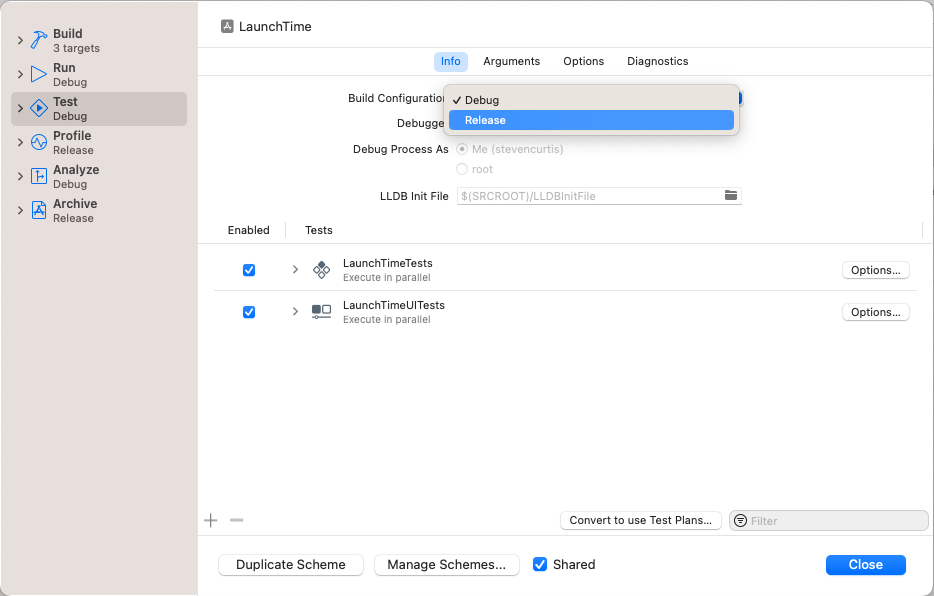 LaunchTime
Build
3 targets
Run
Debug
Test
Debug
Profile
Release
Analyze
Debug
Archive
Release
Info Arguments Options Diagnostics
Build Configuration
Debug
Release
Debugge
Debug Process As Me (stevencurtis)
root
LLDB Init File $(SRCROOT)/LLDBInitFile
Enabled Tests
LaunchTimeTests
Execute in parallel
Options...
LaunchTimeUITests
Execute in parallel
Options...
Convert to use Test Plans... Filter
Duplicate Scheme Manage Schemes... Shared Close